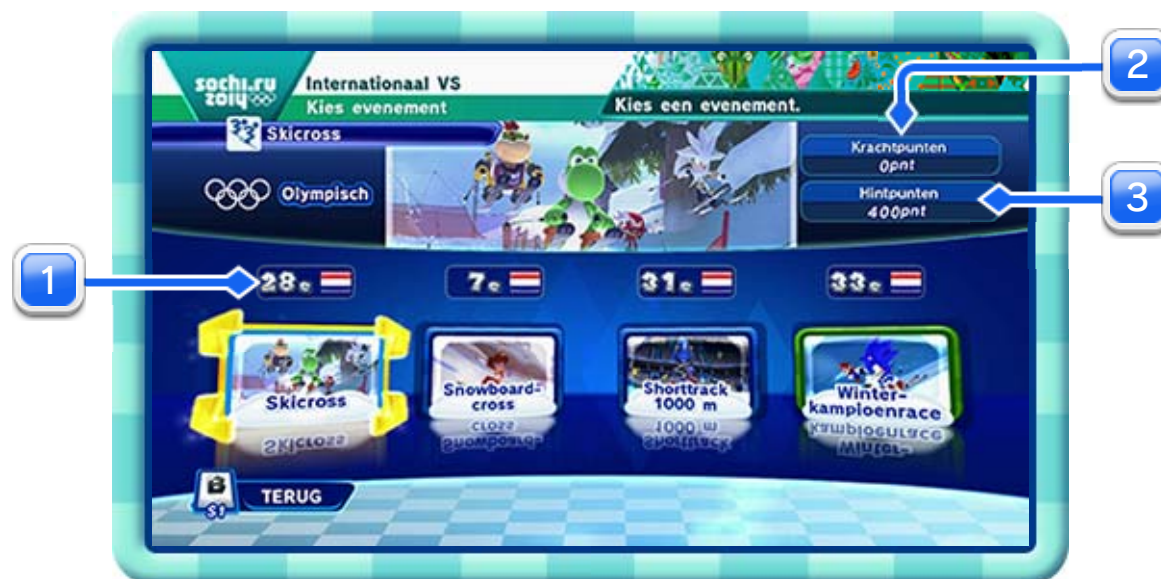 sochi.ru
2014
Internationaal VS
Kies evenement
Kies een evenement.
Skicross
Olympisch
Krachtpunten
0pnt
Hintpunten
400pnt
1
2
3
28e
7e
31e
33e
Skicross
Snowboard-
cross
Shorttrack
1000 m
Winter-
kampioenrace
B
S1
TERUG